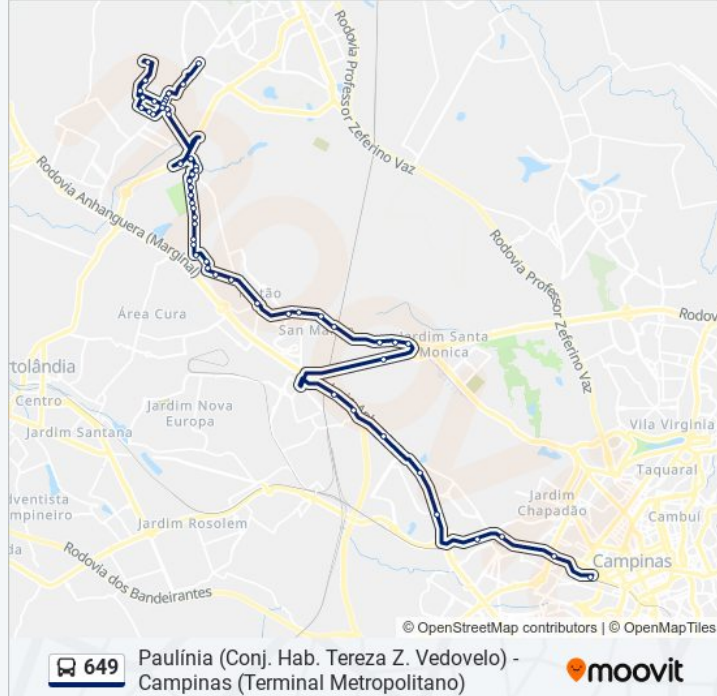 Rodovia Professor Zeferino Vaz
Rodovia Anhanguera (Marginal)
Rodovia Professor Zeferino Vaz
Área Cura
San Ma
Jardim Santa
Monica
Rodov
rtolândia
Centro
Jardim Nova
Europa
Jardim Santana
Vila Virginia
Taquaral
Jardim
Chapadão
Cambuí
dventista
ampineiro
Jardim Rosolem
Campinas
Rodovia dos Bandeirantes
© OpenStreetMap contributors | © OpenMapTiles
649
Paulínia (Conj. Hab. Tereza Z. Vedovelo) -
Campinas (Terminal Metropolitano)
moovit